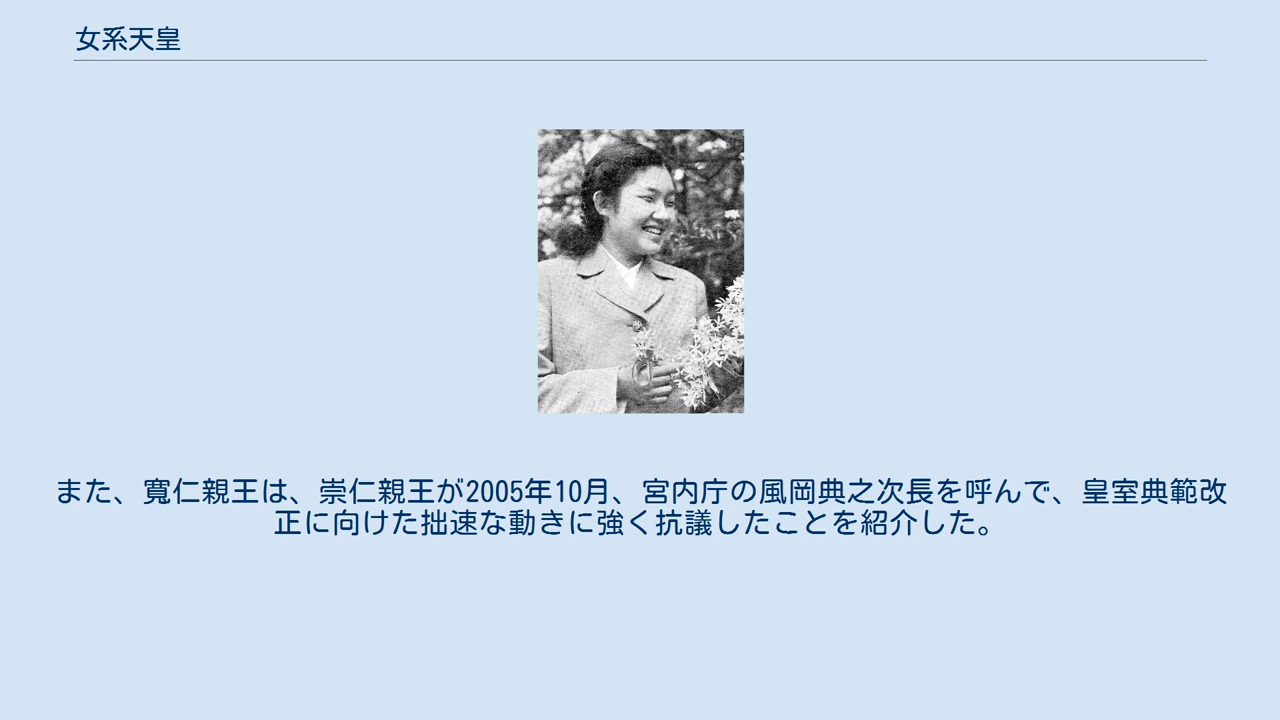 女系天皇
また、寬仁親王は、崇仁親王が2005年10月、宮内庁の風岡典之次長を呼んで、皇室典範改
正に向けた拙速な動きに強く抗議したことを紹介した。